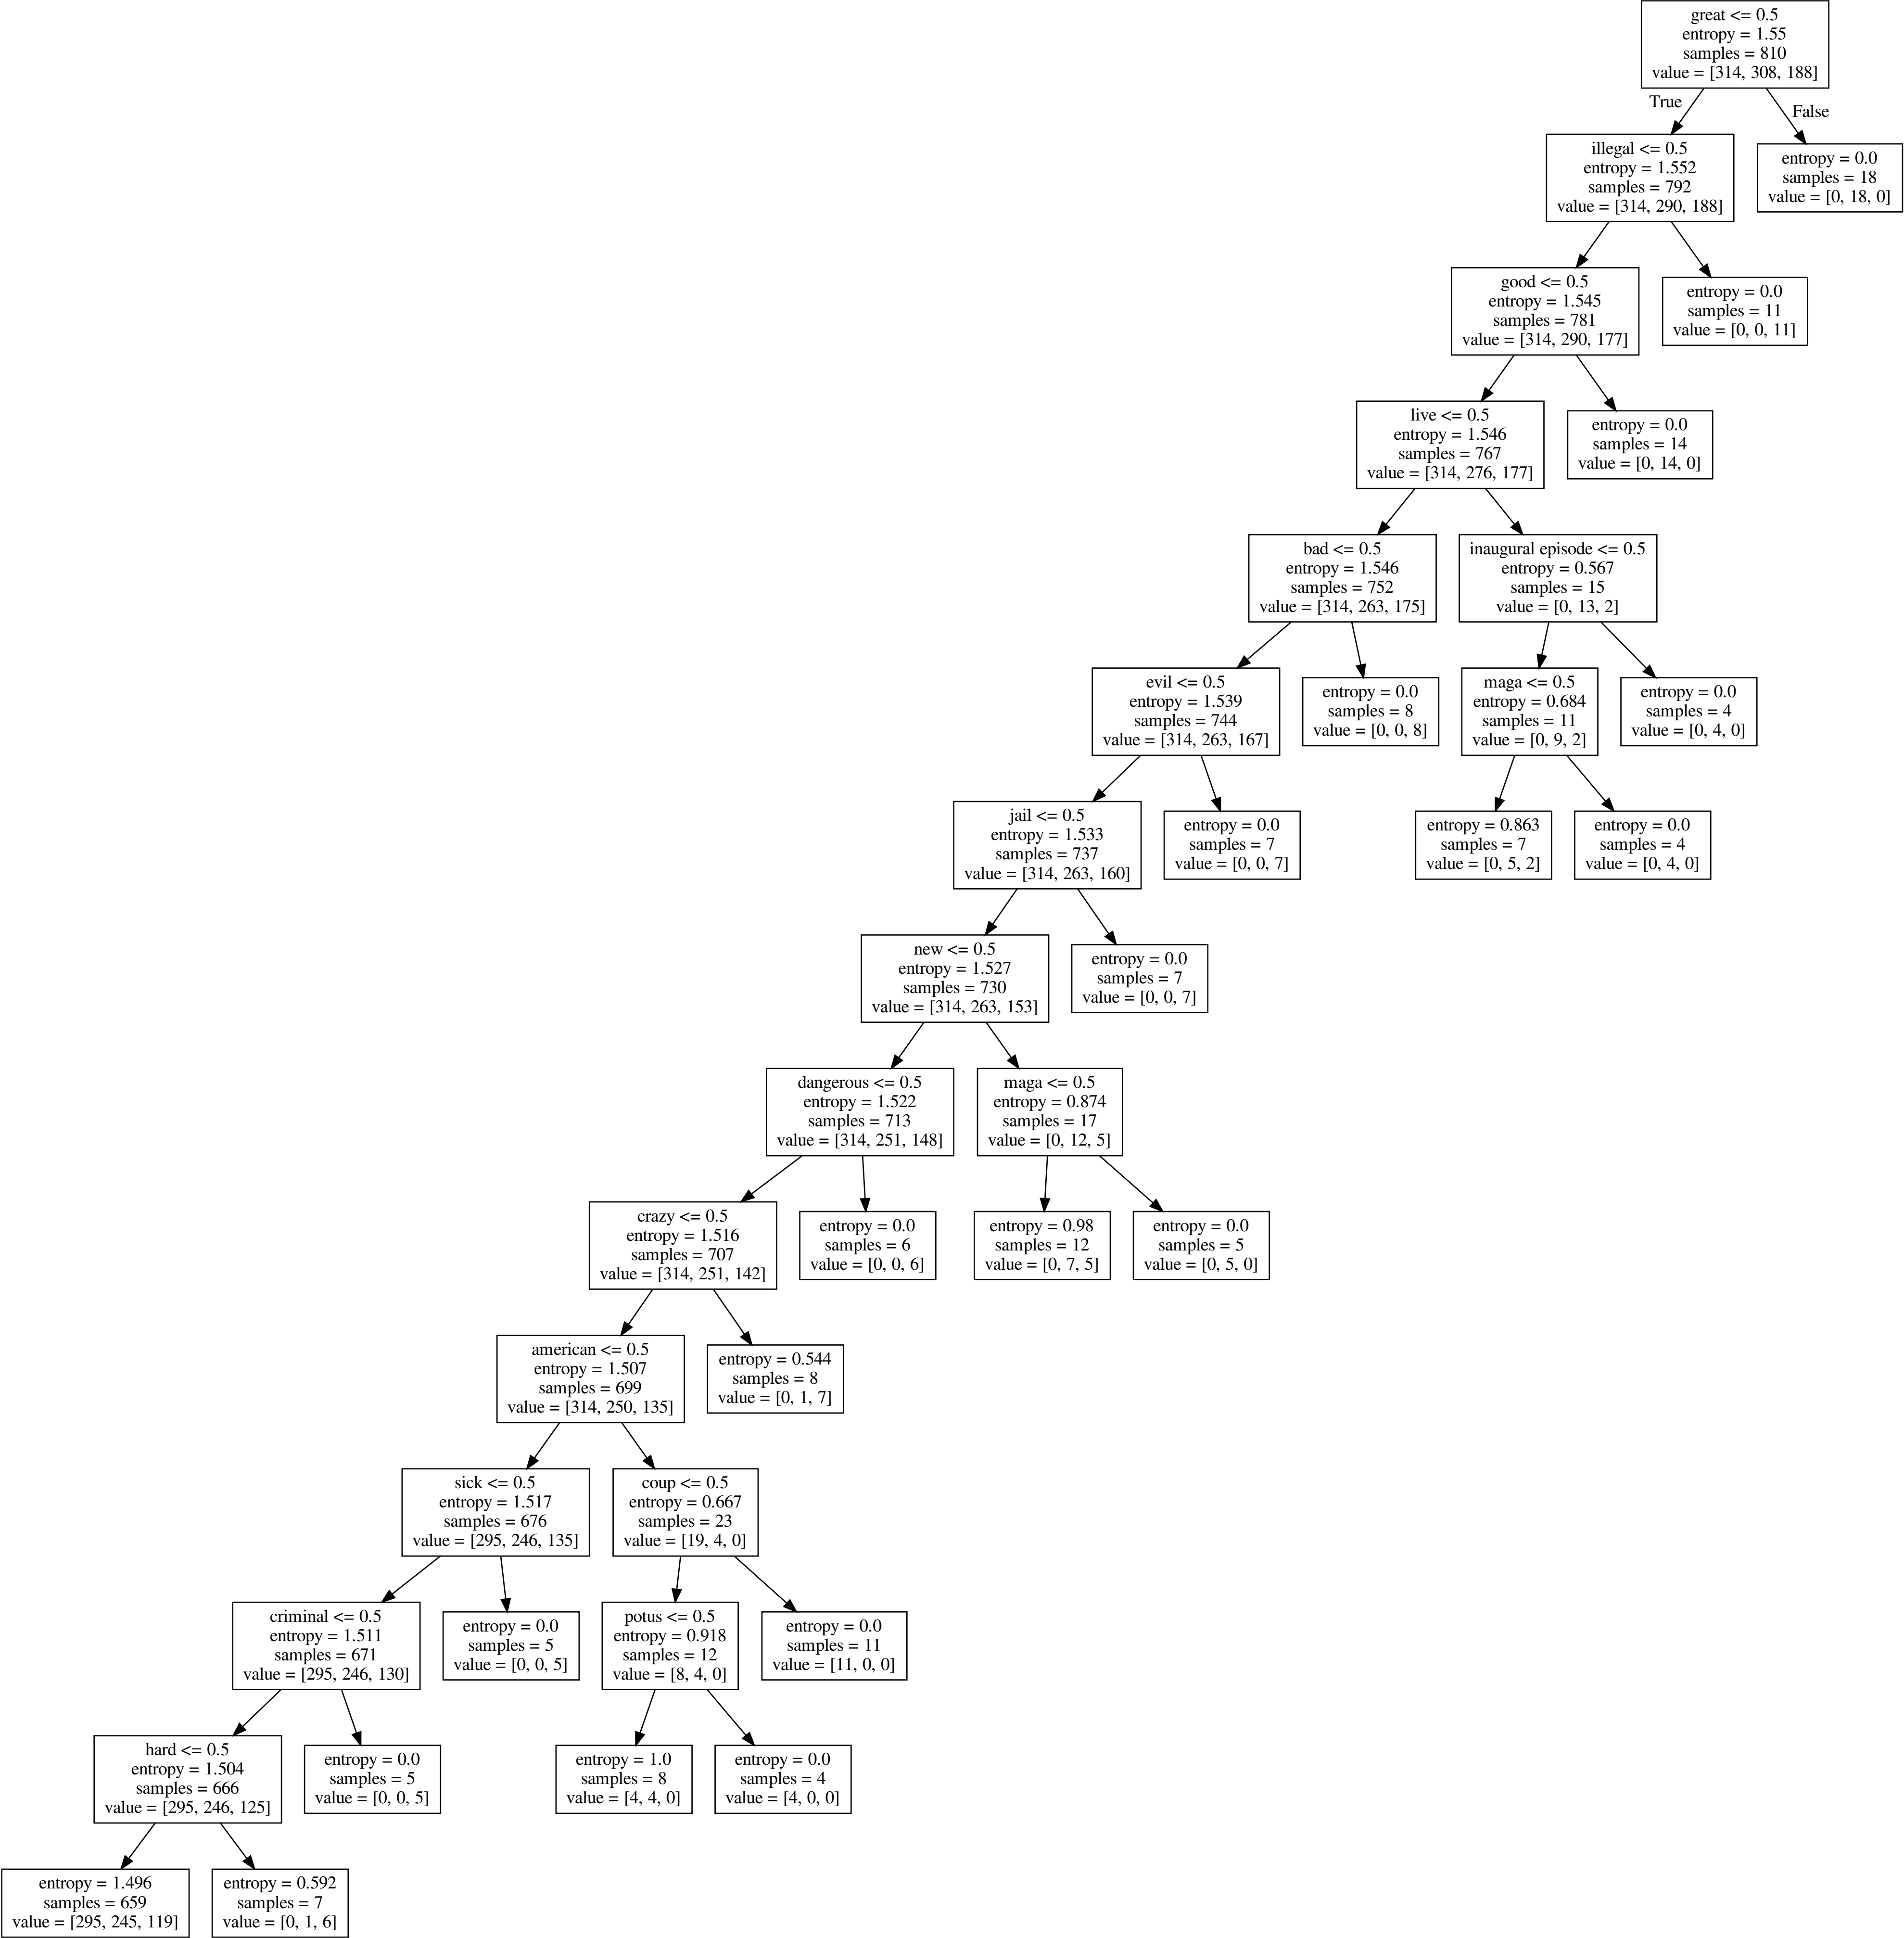 great <= 0.5
entropy = 1.55
samples = 810
value = [314, 308, 188]
True
False
illegal <= 0.5
entropy = 1.552
samples = 792
value = [314, 290, 188]
entropy = 0.0
samples = 18
value = [0, 18, 0]
good <= 0.5
entropy = 1.545
samples = 781
value = [314, 290, 177]
entropy = 0.0
samples = 11
value = [0, 0, 11]
live <= 0.5
entropy = 1.546
samples = 767
value = [314, 276, 177]
entropy = 0.0
samples = 14
value = [0, 14, 0]
bad <= 0.5
entropy = 1.546
samples = 752
value = [314, 263, 175]
inaugural episode <= 0.5
entropy = 0.567
samples = 15
value = [0, 13, 2]
evil <= 0.5
entropy = 1.539
samples = 744
value = [314, 263, 167]
entropy = 0.0
samples = 8
value = [0, 0, 8]
maga <= 0.5
entropy = 0.684
samples = 11
value = [0, 9, 2]
entropy = 0.0
samples = 4
value = [0, 4, 0]
jail <= 0.5
entropy = 1.533
samples = 737
value = [314, 263, 160]
entropy = 0.0
samples = 7
value = [0, 0, 7]
entropy = 0.863
samples = 7
value = [0, 5, 2]
entropy = 0.0
samples = 4
value = [0, 4, 0]
new <= 0.5
entropy = 1.527
samples = 730
value = [314, 263, 153]
entropy = 0.0
samples = 7
value = [0, 0, 7]
dangerous <= 0.5
entropy = 1.522
samples = 713
value = [314, 251, 148]
maga <= 0.5
entropy = 0.874
samples = 17
value = [0, 12, 5]
crazy <= 0.5
entropy = 1.516
samples = 707
value = [314, 251, 142]
entropy = 0.0
samples = 6
value = [0, 0, 6]
entropy = 0.98
samples = 12
value = [0, 7, 5]
entropy = 0.0
samples = 5
value = [0, 5, 0]
american <= 0.5
entropy = 1.507
samples = 699
value = [314, 250, 135]
entropy = 0.544
samples = 8
value = [0, 1, 7]
sick <= 0.5
entropy = 1.517
samples = 676
value = [295, 246, 135]
coup <= 0.5
entropy = 0.667
samples = 23
value = [19, 4, 0]
criminal <= 0.5
entropy = 1.511
samples = 671
value = [295, 246, 130]
entropy = 0.0
samples = 5
value = [0, 0, 5]
potus <= 0.5
entropy = 0.918
samples = 12
value = [8, 4, 0]
entropy = 0.0
samples = 11
value = [11, 0, 0]
hard <= 0.5
entropy = 1.504
samples = 666
value = [295, 246, 125]
entropy = 0.0
samples = 5
value = [0, 0, 5]
entropy = 1.0
samples = 8
value = [4, 4, 0]
entropy = 0.0
samples = 4
value = [4, 0, 0]
entropy = 1.496
samples = 659
value = [295, 245, 119]
entropy = 0.592
samples = 7
value = [0, 1, 6]